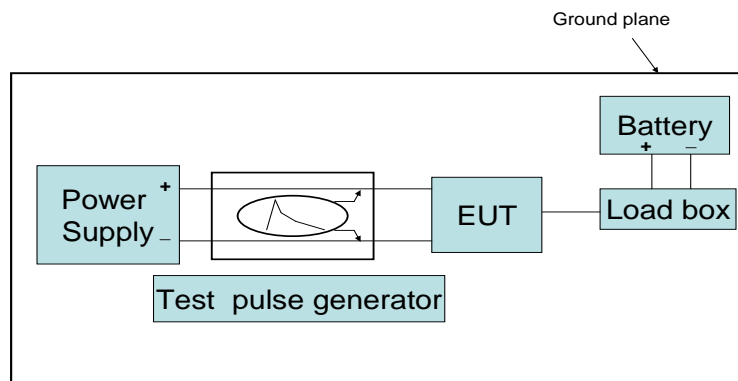 Ground plane
Battery
+ –
Power
Supply
+
–
EUT
Load box
Test pulse generator